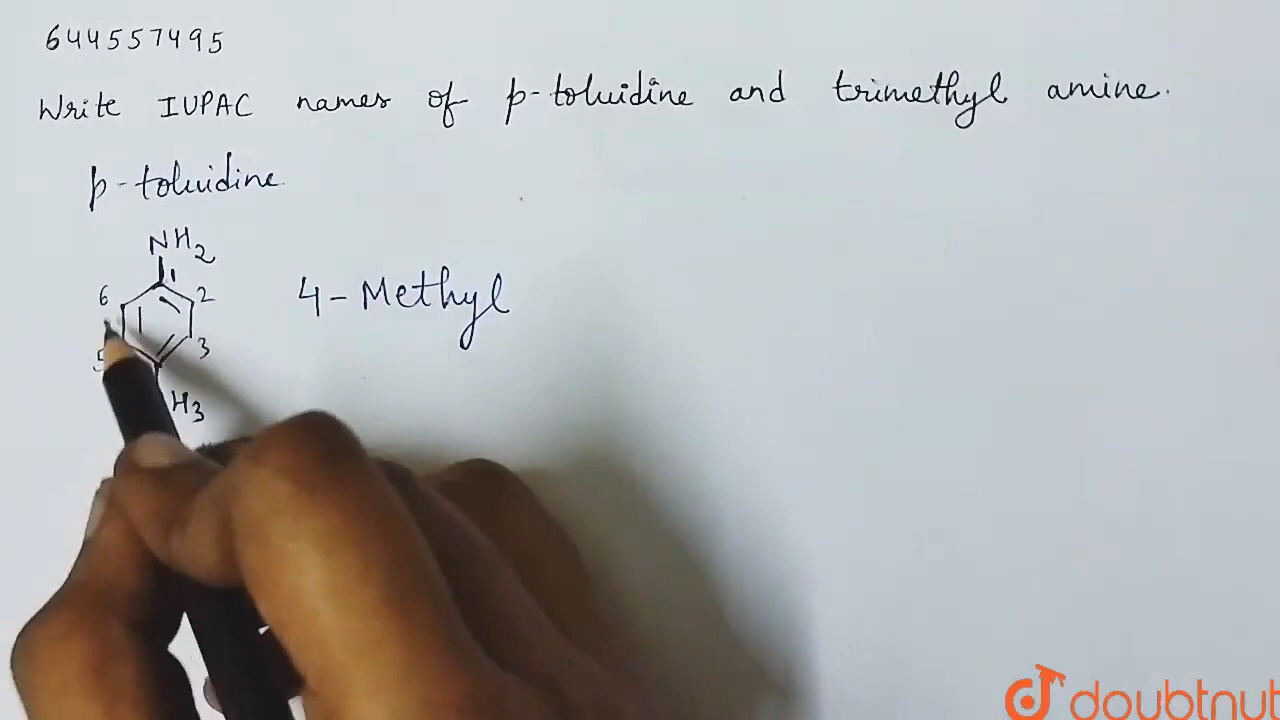 644557495
Write IUPAC names of p-toluidine and trimethyl amine.
p-toluidine.
NH2
1
6 2
5 3
H3
4-Methyl
doubtnut